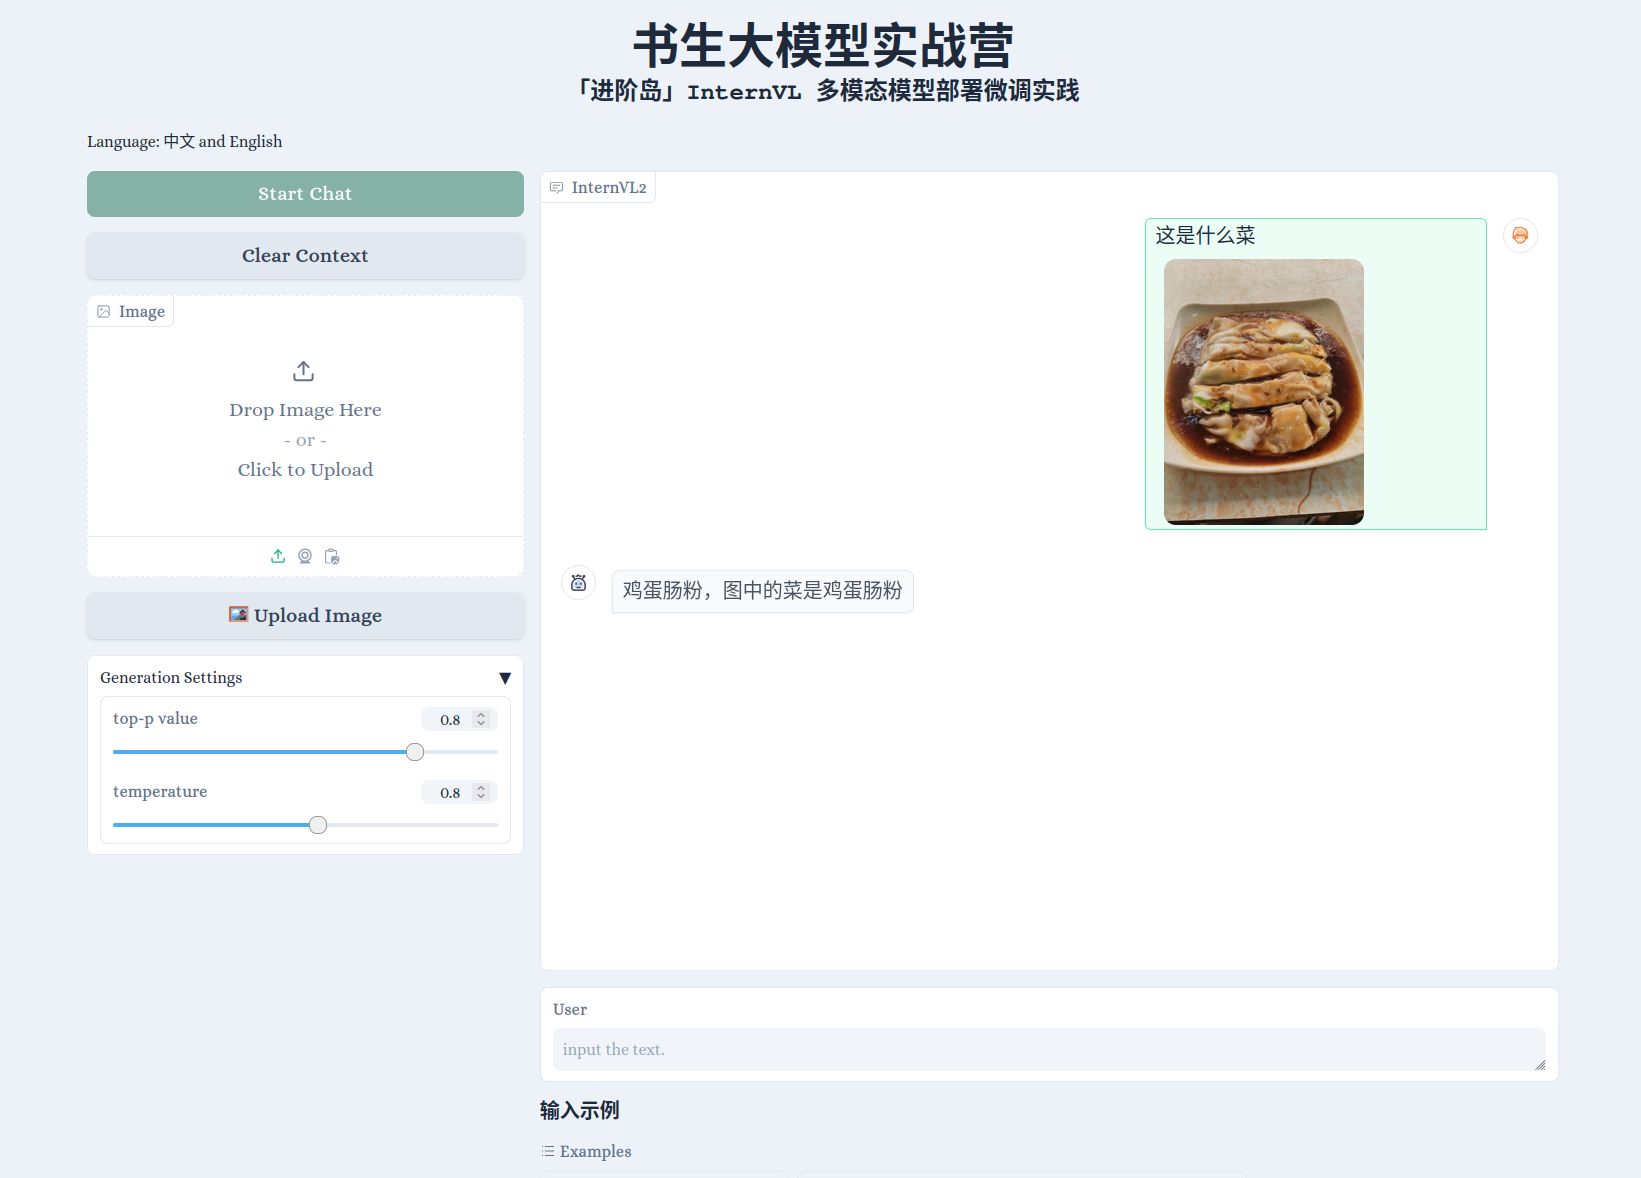 书生大模型实战营
「进阶岛」InternVL 多模态模型部署微调实践
Language: 中文 and English
Start Chat
Clear Context
Image
Drop Image Here
- or -
Click to Upload
Upload Image
Generation Settings ▼
top-p value 0.8
temperature 0.8
InternVL2
这是什么菜
鸡蛋肠粉，图中的菜是鸡蛋肠粉
User
input the text.
输入示例
Examples